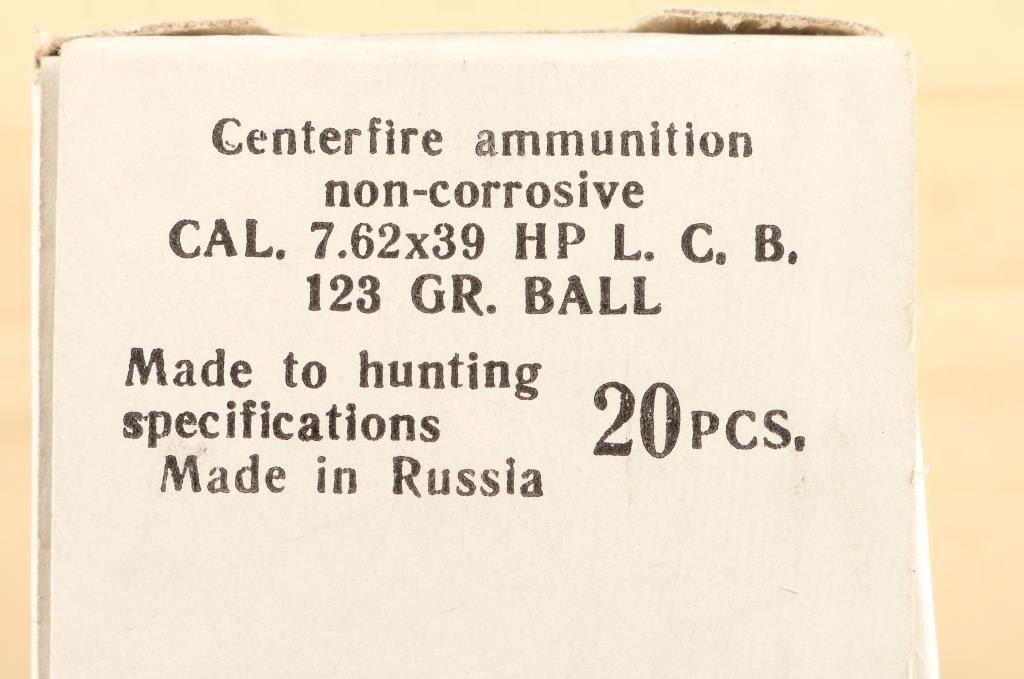 Centerfire ammunition
non-corrosive
CAL. 7.62x39 HP L. C. B.
123 GR. BALL
Made to hunting
specifications
Made in Russia
20 PCS.